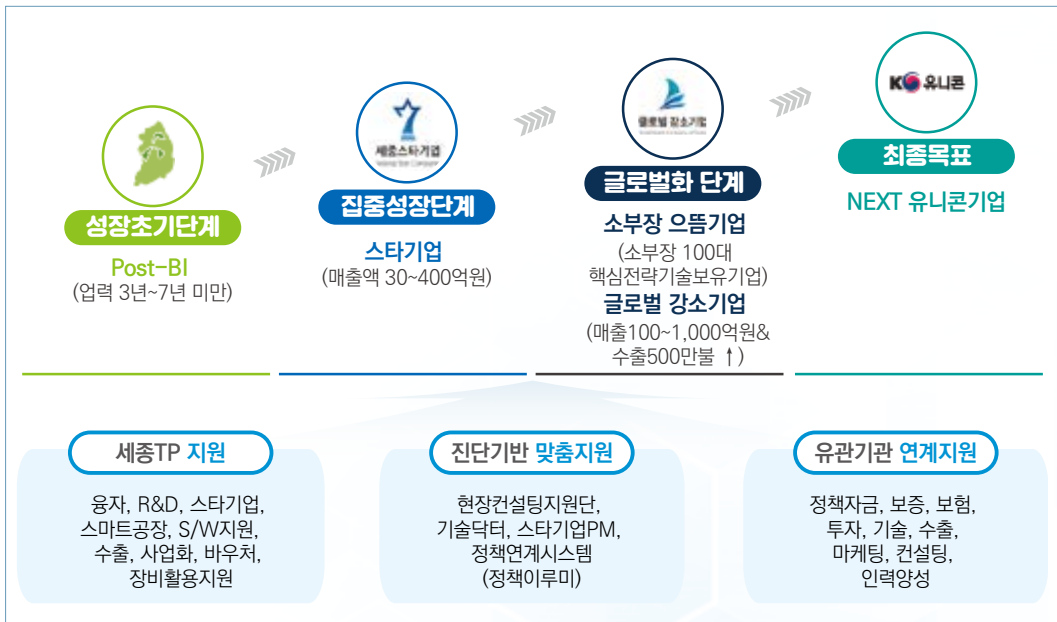 성장초기단계
Post-BI
(업력 3년~7년 미만)
세종스타기업
집중성장단계
스타기업
(매출액 30~400억원)
글로벌 강소기업
글로벌화 단계
소부장 으뜸기업
(소부장 100대
핵심전략기술보유기업)
글로벌 강소기업
(매출100~1,000억원&
수출500만불 ↑)
K 유니콘
최종목표
NEXT 유니콘기업
세종TP 지원
융자, R&D, 스타기업,
스마트공장, S/W지원,
수출, 사업화, 바우처,
장비활용지원
진단기반 맞춤지원
현장컨설팅지원단,
기술닥터, 스타기업PM,
정책연계시스템
(정책이루미)
유관기관 연계지원
정책자금, 보증, 보험,
투자, 기술, 수출,
마케팅, 컨설팅,
인력양성